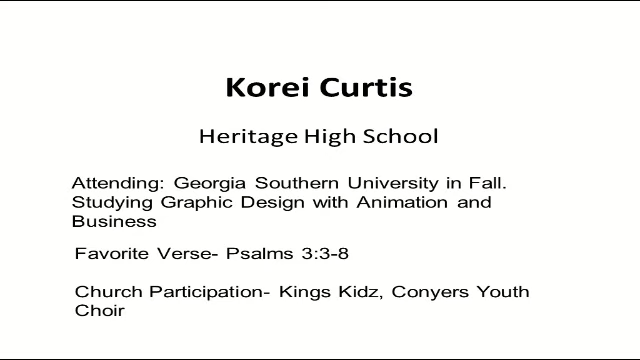 Korei Curtis
Heritage High School
Attending: Georgia Southern University in Fall.
Studying Graphic Design with Animation and
Business
Favorite Verse- Psalms 3:3-8
Church Participation- Kings Kidz, Conyers Youth
Choir